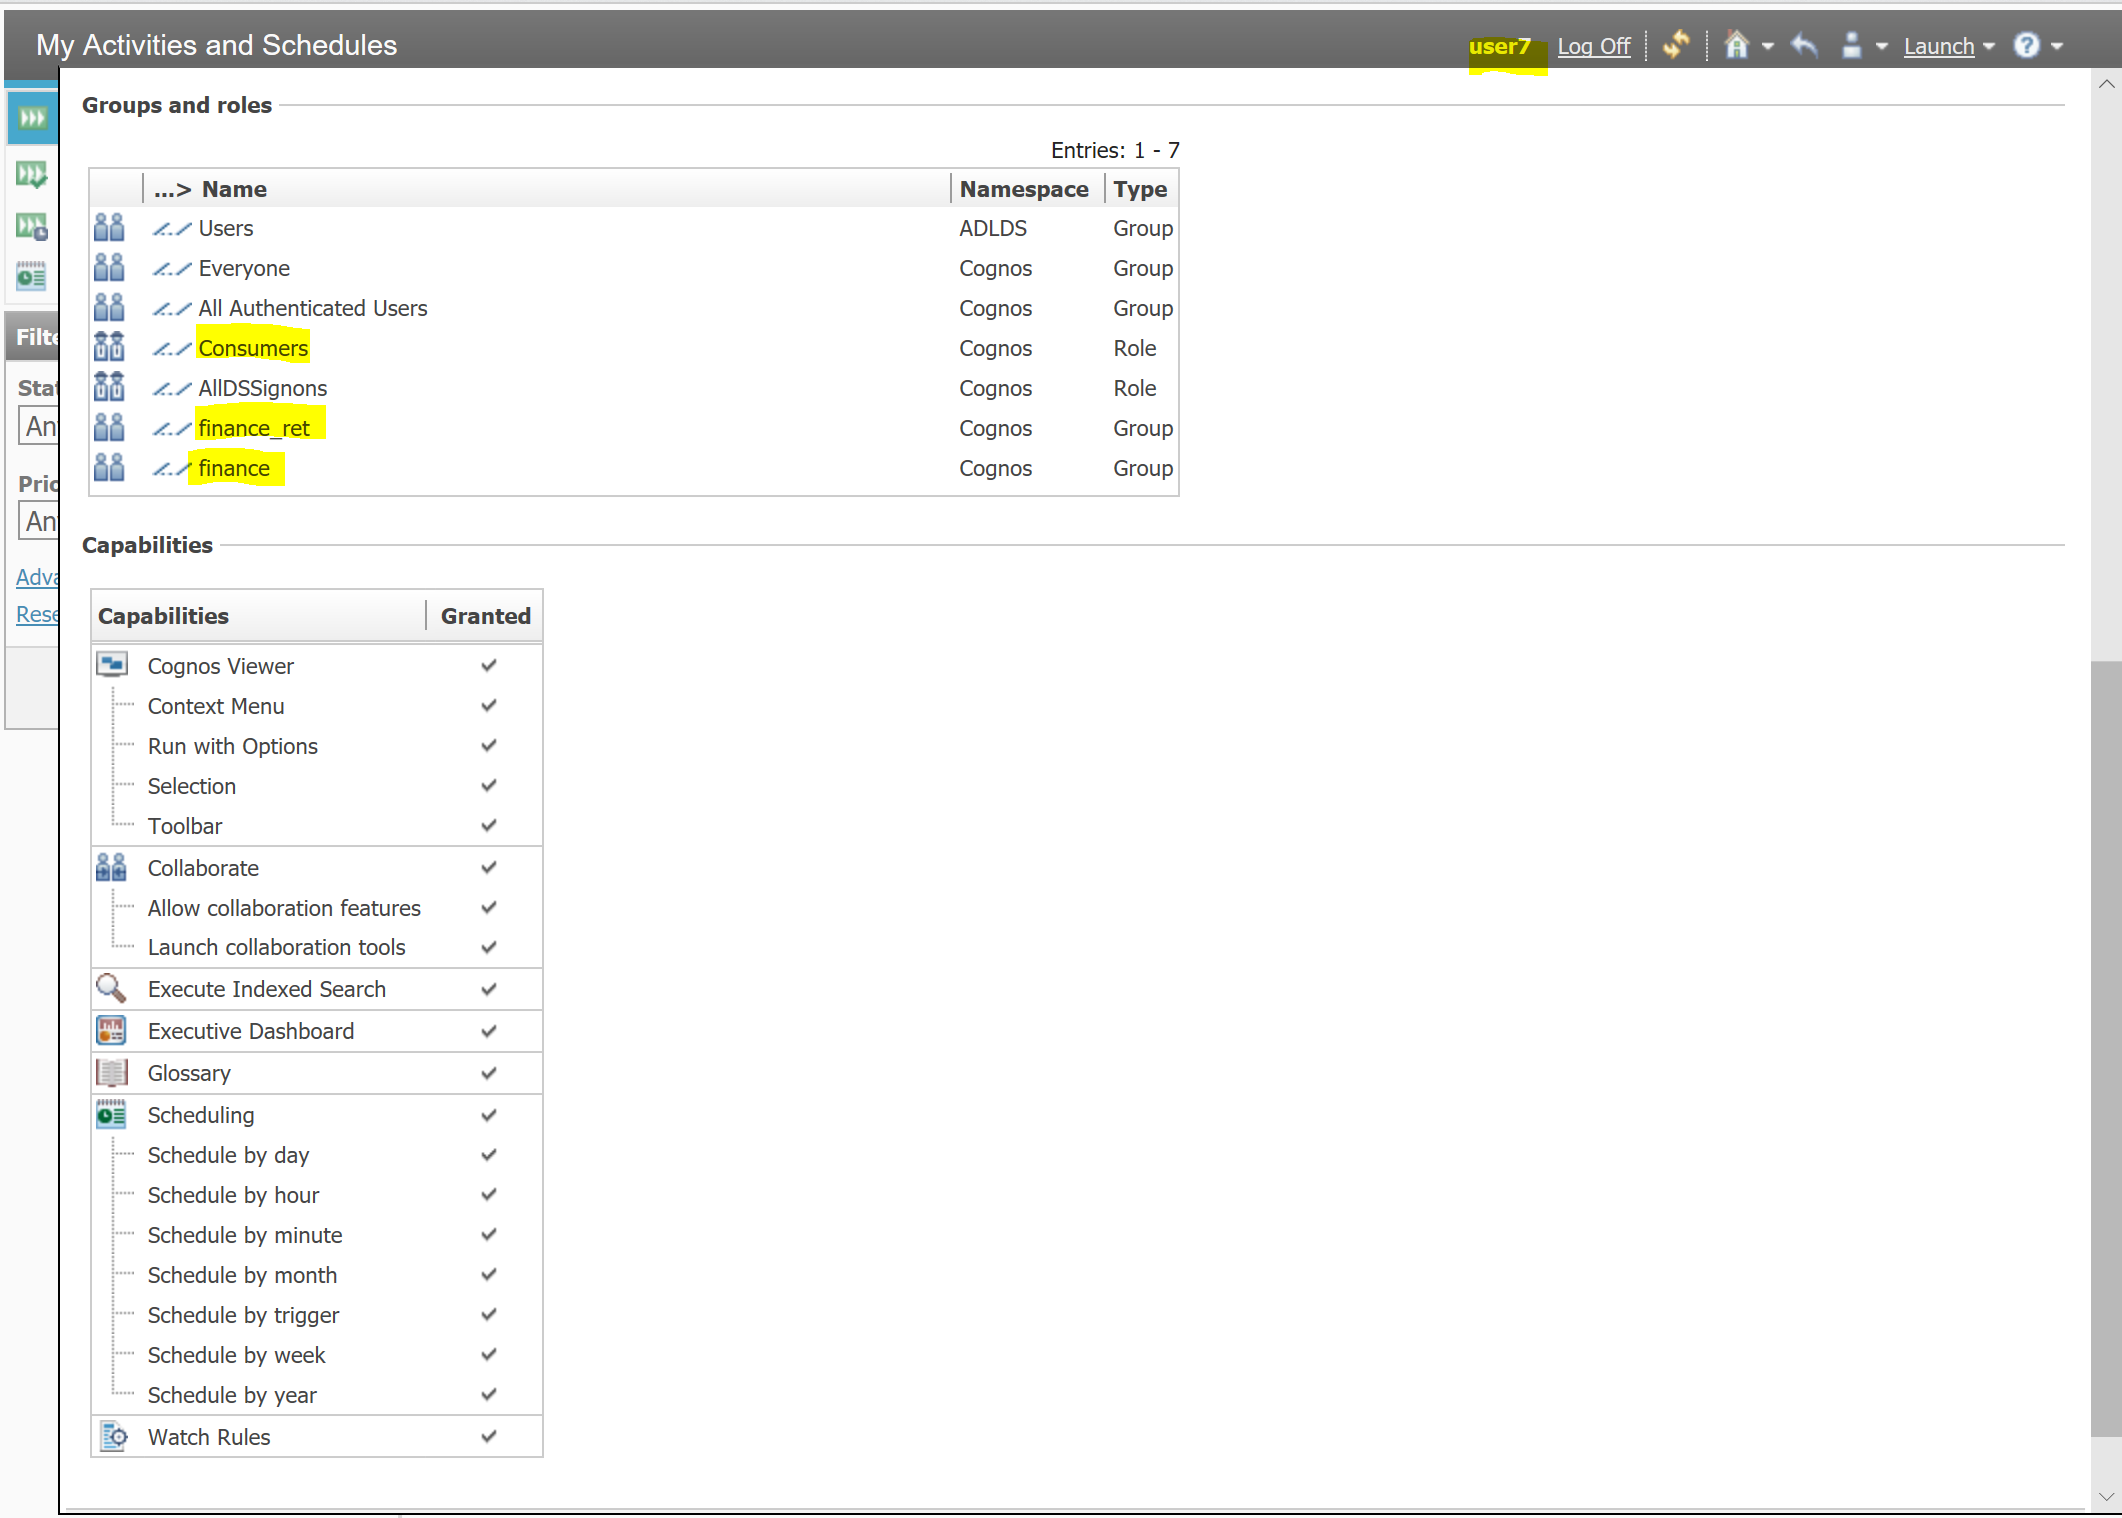 My Activities and Schedules
user7 Log Off Launch
Groups and roles
Entries: 1 - 7
...> Name Namespace Type
Users ADLDS Group
Everyone Cognos Group
All Authenticated Users Cognos Group
Consumers Cognos Role
AllDSSignons Cognos Role
finance_ret Cognos Group
finance Cognos Group
Capabilities
Capabilities Granted
Cognos Viewer
Context Menu
Run with Options
Selection
Toolbar
Collaborate
Allow collaboration features
Launch collaboration tools
Execute Indexed Search
Executive Dashboard
Glossary
Scheduling
Schedule by day
Schedule by hour
Schedule by minute
Schedule by month
Schedule by trigger
Schedule by week
Schedule by year
Watch Rules